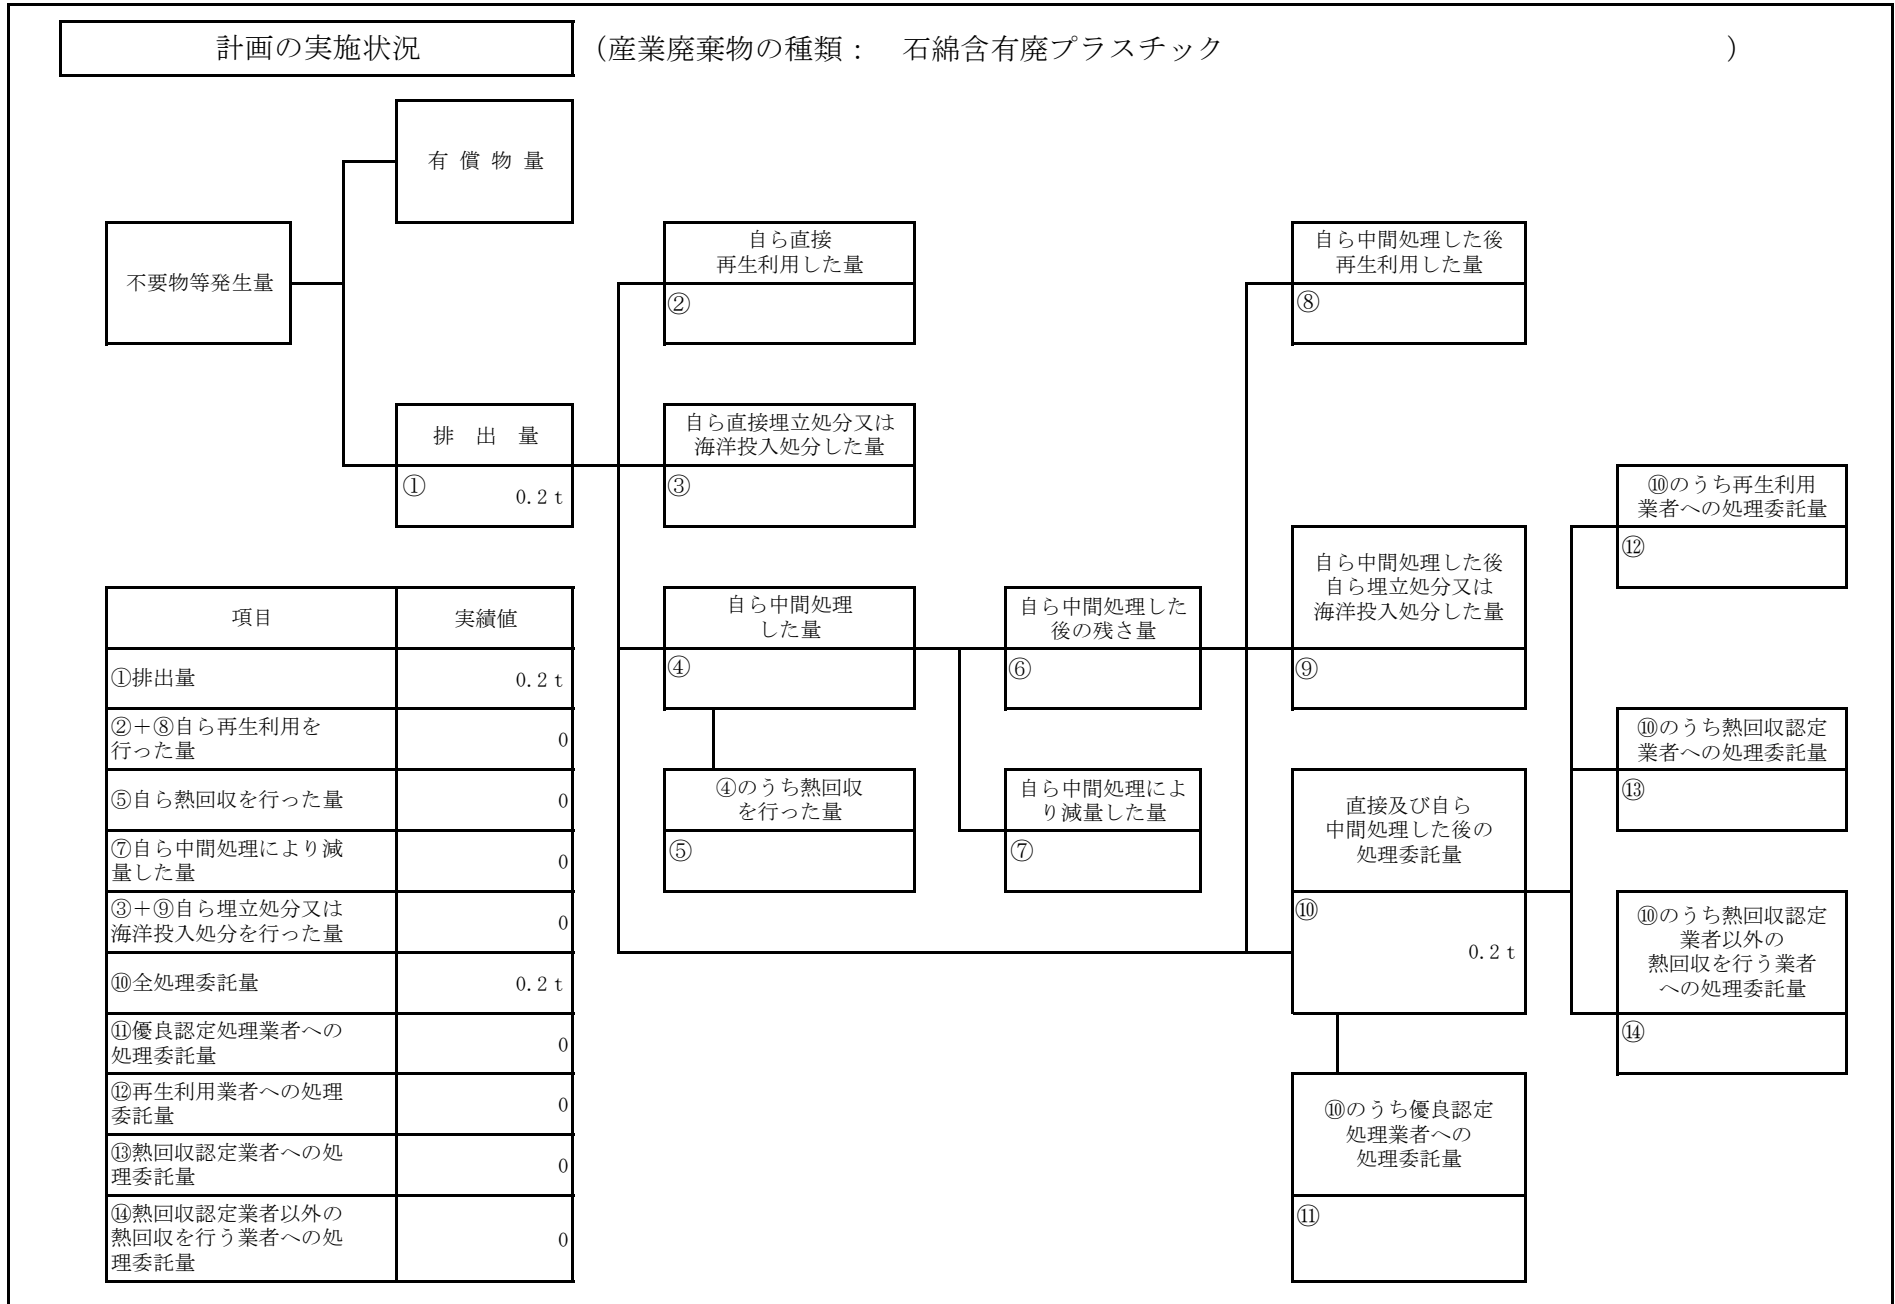 計画の実施状況
（産業廃棄物の種類： 石綿含有廃プラスチック ）
有 償 物 量
不要物等発生量
自ら直接
再生利用した量
②
自ら中間処理した後
再生利用した量
⑧
排 出 量
① 0.2ｔ
自ら直接埋立処分又は
海洋投入処分した量
③
⑩のうち再生利用
業者への処理委託量
⑫
自ら中間処理した後
自ら埋立処分又は
海洋投入処分した量
⑨
自ら中間処理
した量
④
自ら中間処理した
後の残さ量
⑥
⑩のうち熱回収認定
業者への処理委託量
⑬
④のうち熱回収
を行った量
⑤
自ら中間処理によ
り減量した量
⑦
直接及び自ら
中間処理した後の
処理委託量
⑩
0.2ｔ
⑩のうち熱回収認定
業者以外の
熱回収を行う業者
への処理委託量
⑭
⑩のうち優良認定
処理業者への
処理委託量
⑪
項目 実績値
①排出量 0.2ｔ
②＋⑧自ら再生利用を
行った量 0
⑤自ら熱回収を行った量 0
⑦自ら中間処理により減
量した量 0
③＋⑨自ら埋立処分又は
海洋投入処分を行った量 0
⑩全処理委託量 0.2ｔ
⑪優良認定処理業者への
処理委託量 0
⑫再生利用業者への処理
委託量 0
⑬熱回収認定業者への処
理委託量 0
⑭熱回収認定業者以外の
熱回収を行う業者への処
理委託量 0